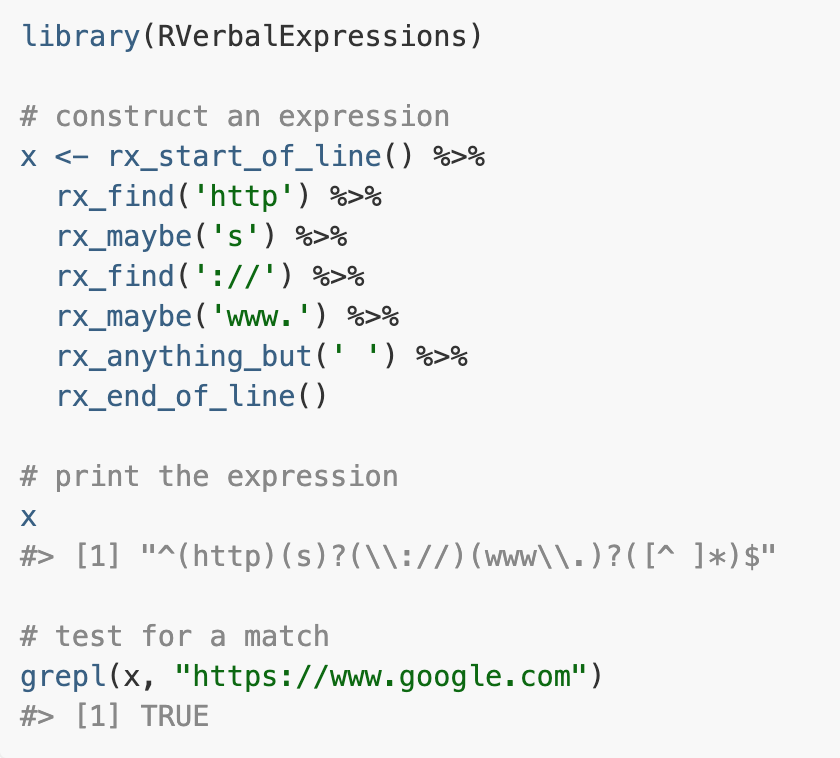 library(RVerbalExpressions)

# construct an expression
x <- rx_start_of_line() %>%
  rx_find('http') %>%
  rx_maybe('s') %>%
  rx_find('://') %>%
  rx_maybe('www.') %>%
  rx_anything_but(' ') %>%
  rx_end_of_line()

# print the expression
x
#> [1] "^(http)(s)?(\\://)(www\\.)?([^ ]*)$"

# test for a match
grepl(x, "https://www.google.com")
#> [1] TRUE